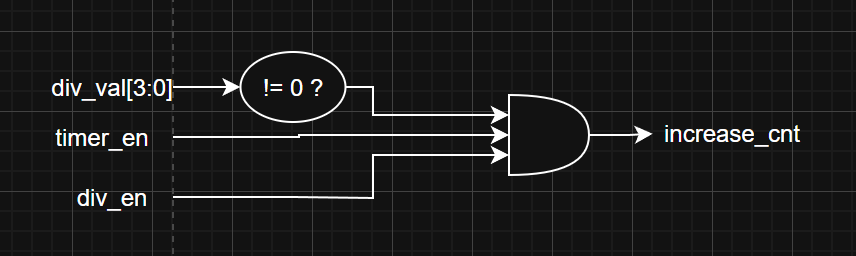 div_val[3:0]
!= 0 ?
timer_en
increase_cnt
div_en